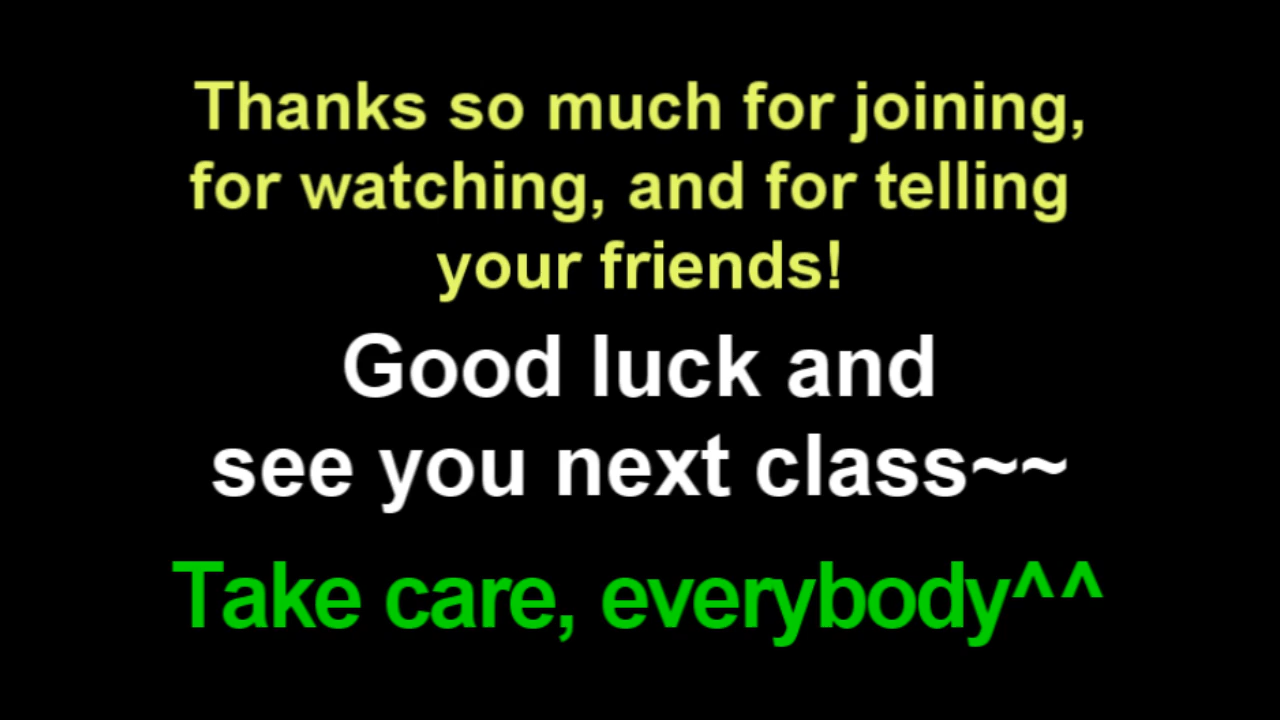 Thanks so much for joining,
for watching, and for telling
your friends!
Good luck and
see you next class~~
Take care, everybody^^